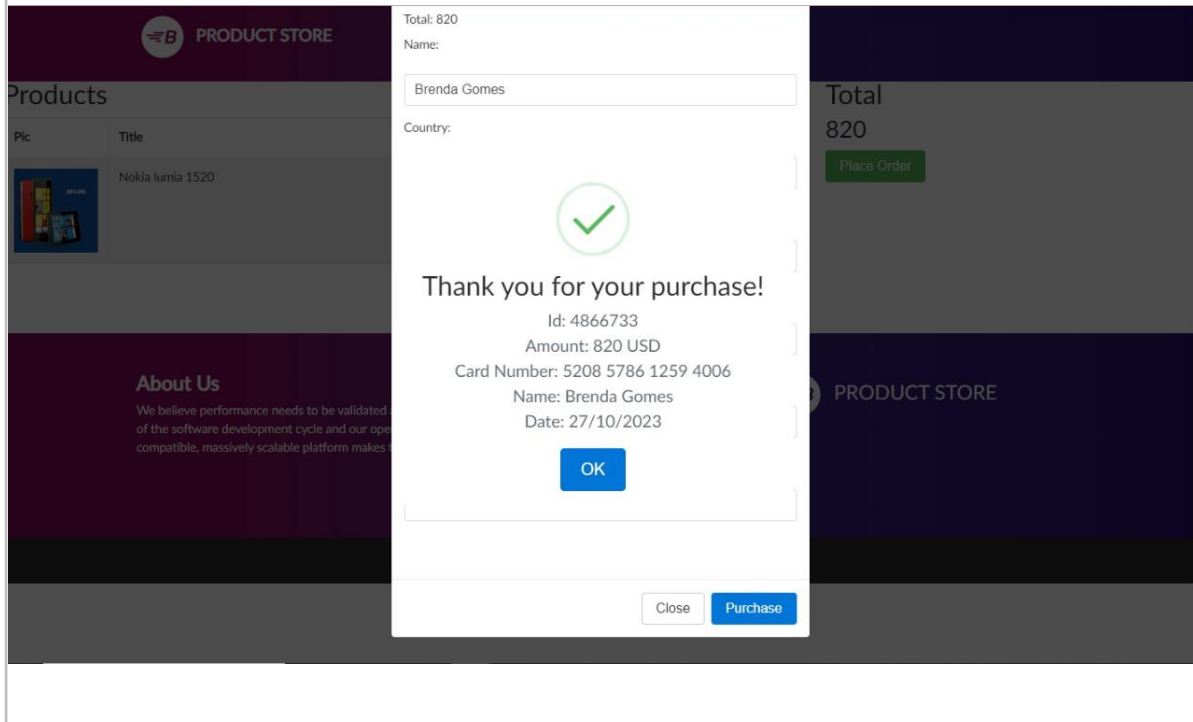 PRODUCT STORE
Products
Pic Title
Nokia lumia 1520
Total: 820
Name:
Brenda Gomes
Country:
Thank you for your purchase!
Id: 4866733
Amount: 820 USD
Card Number: 5208 5786 1259 4006
Name: Brenda Gomes
Date: 27/10/2023
OK
Close Purchase
Total
820
Place Order
About Us
We believe performance needs to be validated
of the software development cycle and our ope
compatible, massively scalable platform makes
PRODUCT STORE